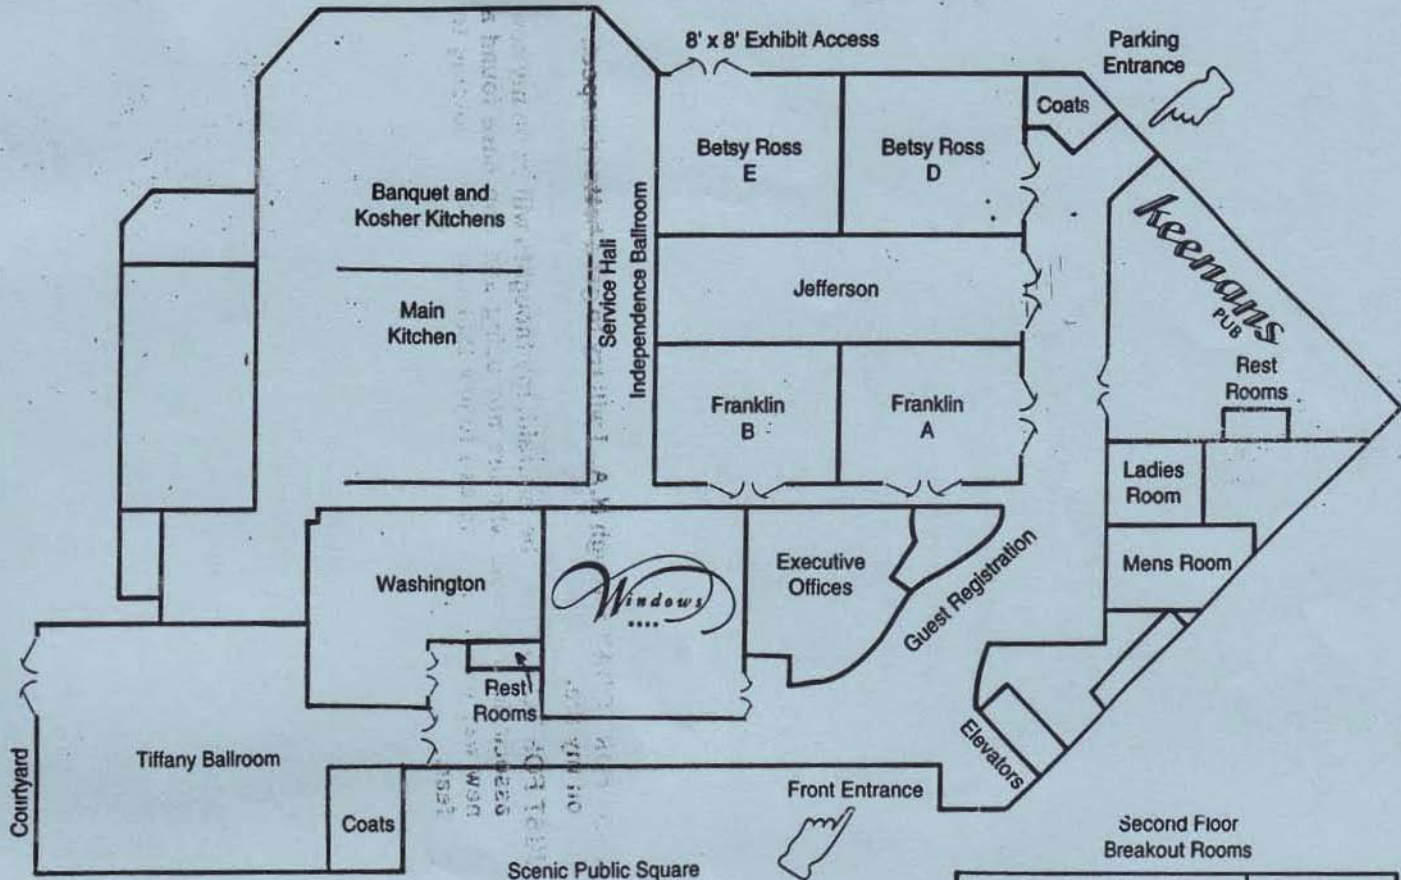 8' x 8' Exhibit Access
Parking
Entrance
Coats
Betsy Ross
E
Betsy Ross
D
Banquet and
Kosher Kitchens
keenans
PUB
Service Hall
Independence Ballroom
Jefferson
Main
Kitchen
Rest
Rooms
Franklin
B
Franklin
A
Ladies
Room
Mens Room
Washington
Windows
Executive
Offices
Guest Registration
Rest
Rooms
Elevators
Courtyard
Tiffany Ballroom
Coats
Front Entrance
Scenic Public Square
Second Floor
Breakout Rooms